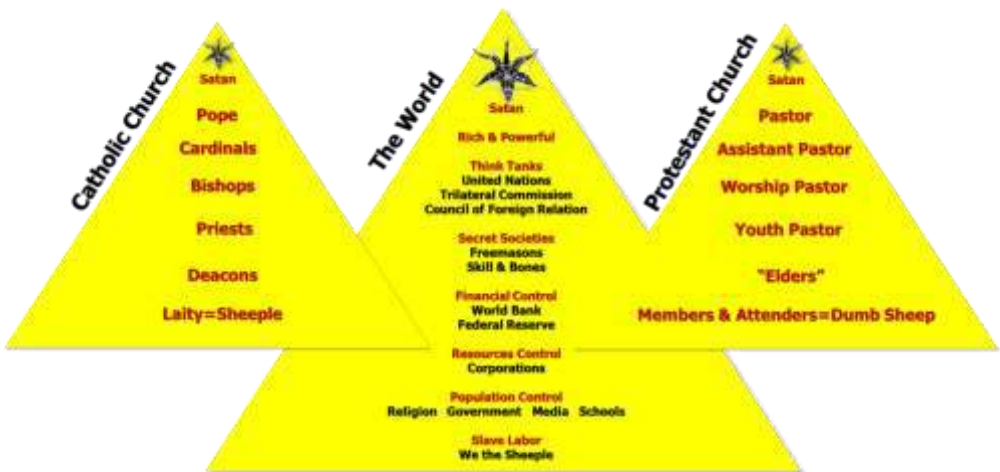 Catholic Church
Satan
Pope
Cardinals
Bishops
Priests
Deacons
Laity=Sheeple
The World
Satan
Rich & Powerful
Think Tanks
United Nations
Trilateral Commission
Council of Foreign Relation
Secret Societies
Freemasons
Skill & Bones
Financial Control
World Bank
Federal Reserve
Resources Control
Corporations
Population Control
Religion Government Media Schools
Slave Labor
We the Sheeple
Protestant Church
Satan
Pastor
Assistant Pastor
Worship Pastor
Youth Pastor
"Elders"
Members & Attenders=Dumb Sheep